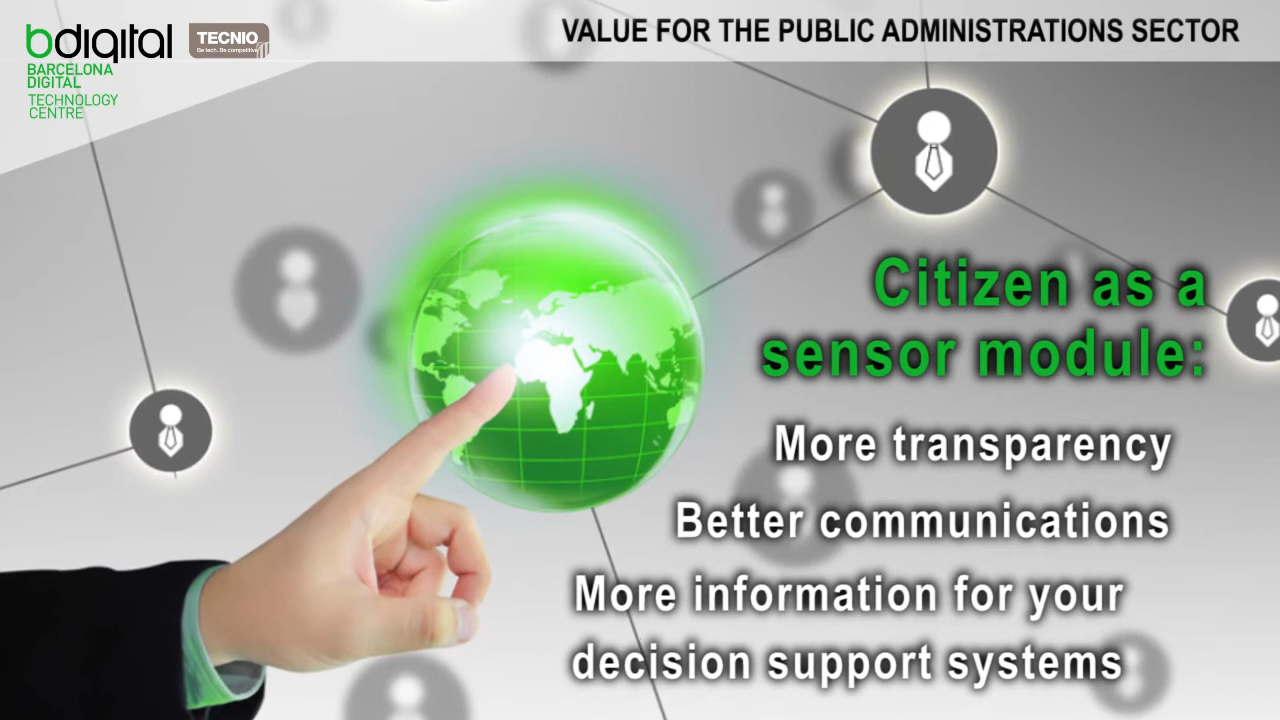 bdigital
BARCELONA
DIGITAL
TECHNOLOGY
CENTRE
TECNIO
Be tech. Be competitive
VALUE FOR THE PUBLIC ADMINISTRATIONS SECTOR
Citizen as a
sensor module:
More transparency
Better communications
More information for your
decision support systems